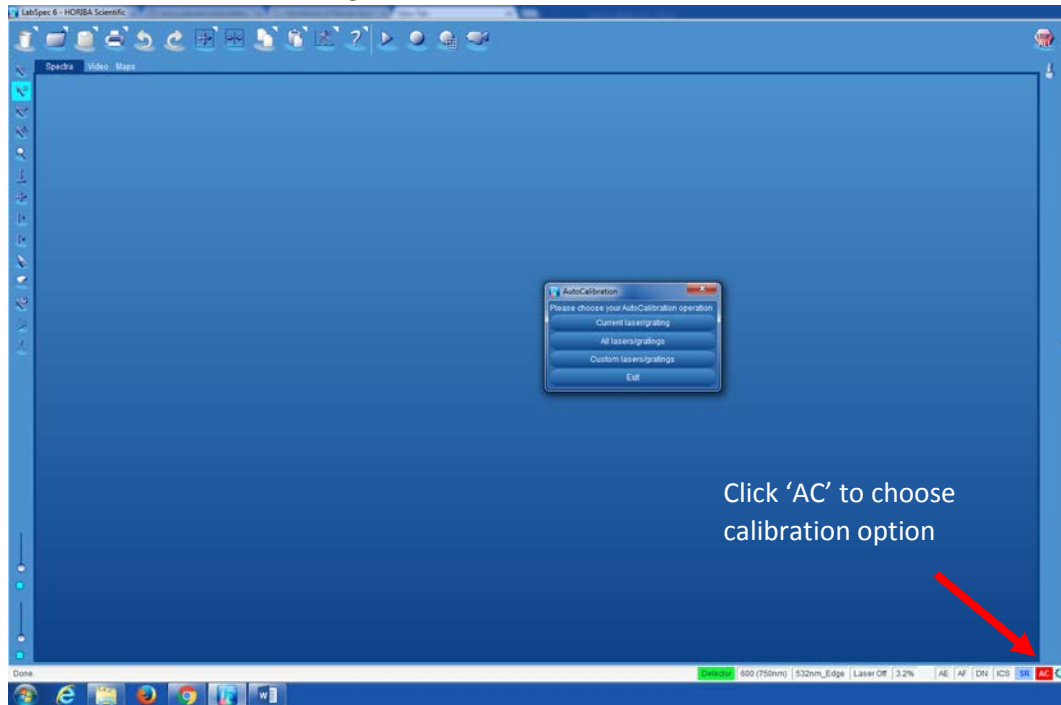 LabSpec 6 - HORIBA Scientific
STOP
Spectra Video Maps
AutoCalibration
Please choose your AutoCalibration operation
Current laser/grating
All lasers/gratings
Custom lasers/gratings
Exit
Click ‘AC’ to choose
calibration option
Done.
Detector 600 (750nm) 532nm_Edge Laser Off 3.2% AE AF DN ICS SR AC